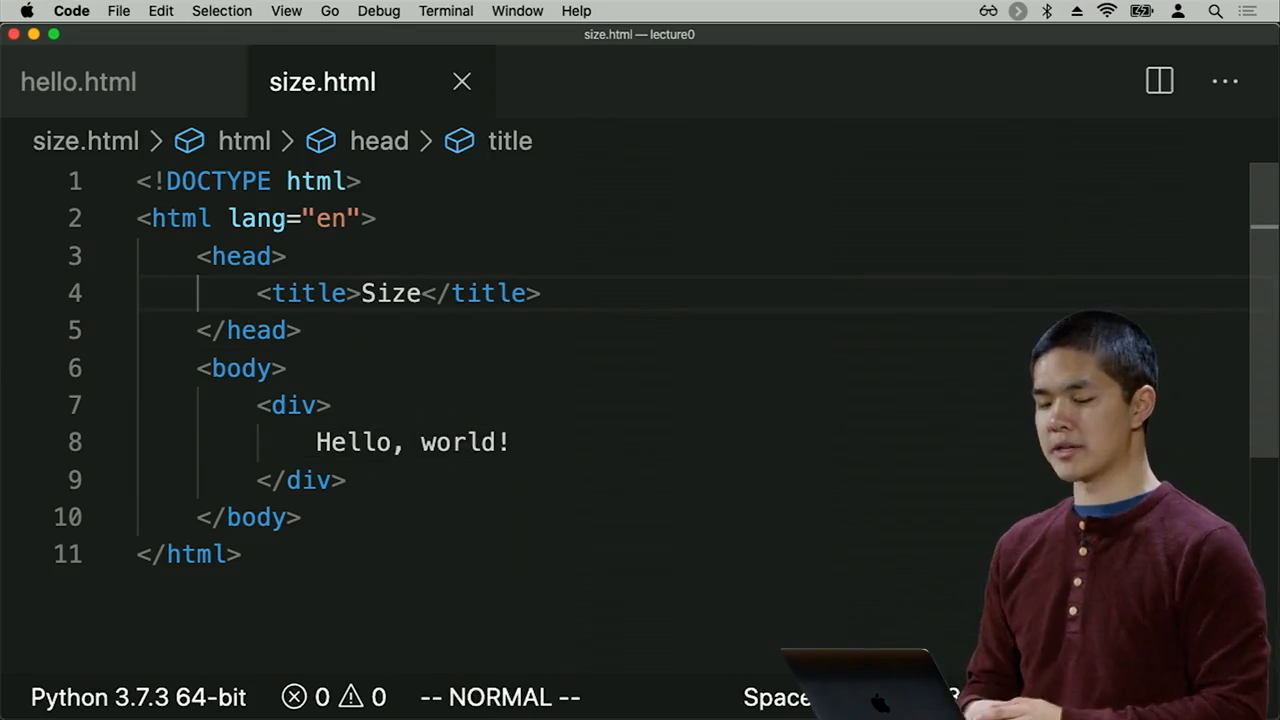 Code File Edit Selection View Go Debug Terminal Window Help
size.html — lecture0
hello.html size.html
size.html html head title
1 <!DOCTYPE html>
2 <html lang="en">
3 <head>
4 <title>Size</title>
5 </head>
6 <body>
7 <div>
8 Hello, world!
9 </div>
10 </body>
11 </html>
Python 3.7.3 64-bit 0 0 -- NORMAL --